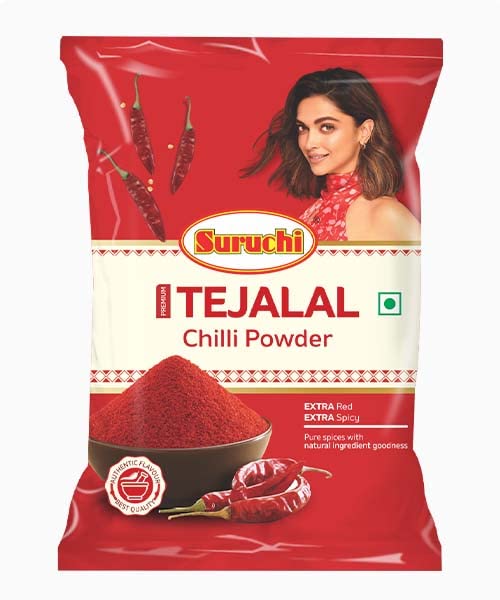 Suruchi
PREMIUM
TEJALAL
Chilli Powder
EXTRA Red
EXTRA Spicy
Pure spices with
natural ingredient goodness
AUTHENTIC FLAVOUR
BEST QUALITY